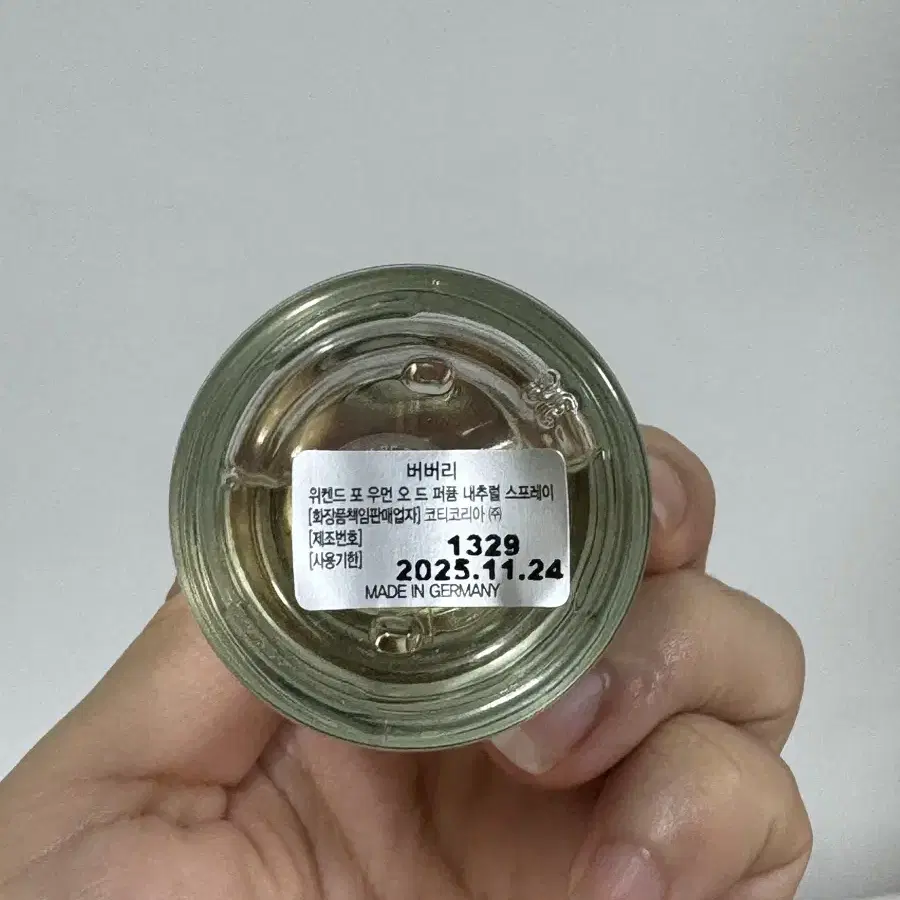 버버리
위켄드 포 우먼 오 드 퍼퓸 내추럴 스프레이
[화장품책임판매업자] 코티코리아 ㈜
[제조번호] 1329
[사용기한] 2025.11.24
MADE IN GERMANY